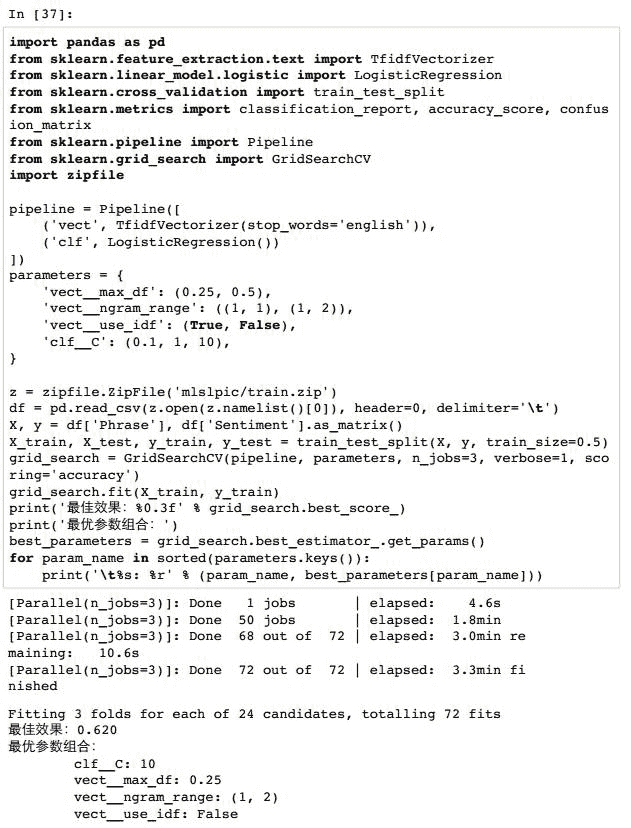 In [37]:
import pandas as pd
from sklearn.feature_extraction.text import TfidfVectorizer
from sklearn.linear_model.logistic import LogisticRegression
from sklearn.cross_validation import train_test_split
from sklearn.metrics import classification_report, accuracy_score, confus
ion_matrix
from sklearn.pipeline import Pipeline
from sklearn.grid_search import GridSearchCV
import zipfile
pipeline = Pipeline([
    ('vect', TfidfVectorizer(stop_words='english')),
    ('clf', LogisticRegression())
])
parameters = {
    'vect__max_df': (0.25, 0.5),
    'vect__ngram_range': ((1, 1), (1, 2)),
    'vect__use_idf': (True, False),
    'clf__C': (0.1, 1, 10),
}
z = zipfile.ZipFile('mlslpic/train.zip')
df = pd.read_csv(z.open(z.namelist()[0]), header=0, delimiter='\t')
X, y = df['Phrase'], df['Sentiment'].as_matrix()
X_train, X_test, y_train, y_test = train_test_split(X, y, train_size=0.5)
grid_search = GridSearchCV(pipeline, parameters, n_jobs=3, verbose=1, sco
ring='accuracy')
grid_search.fit(X_train, y_train)
print('最佳效果：%0.3f' % grid_search.best_score_)
print('最优参数组合：')
best_parameters = grid_search.best_estimator_.get_params()
for param_name in sorted(parameters.keys()):
    print('\t%s: %r' % (param_name, best_parameters[param_name]))
[Parallel(n_jobs=3)]: Done   1 jobs       | elapsed:    4.6s
[Parallel(n_jobs=3)]: Done  50 jobs       | elapsed:  1.8min
[Parallel(n_jobs=3)]: Done  68 out of  72 | elapsed:  3.0min re
maining:   10.6s
[Parallel(n_jobs=3)]: Done  72 out of  72 | elapsed:  3.3min fi
nished
Fitting 3 folds for each of 24 candidates, totalling 72 fits
最佳效果：0.620
最优参数组合：
        clf__C: 10
        vect__max_df: 0.25
        vect__ngram_range: (1, 2)
        vect__use_idf: False